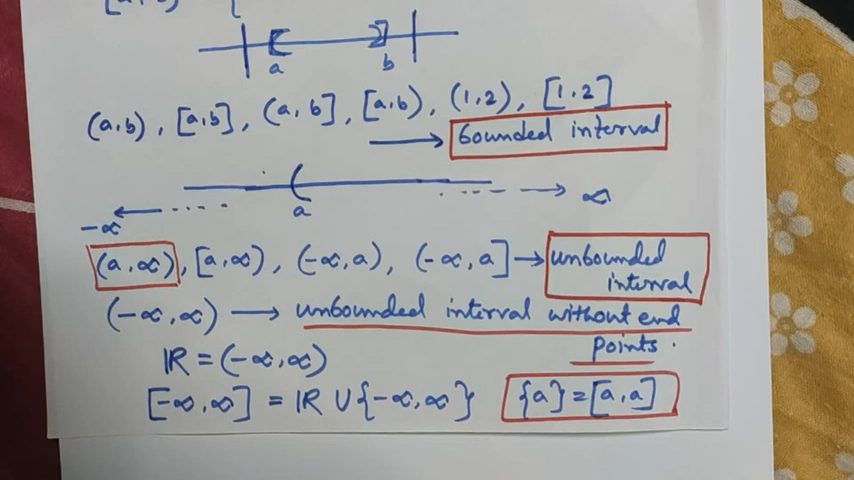 a b
(a,b), [a,b], (a,b], [a,b), (1,2), [1,2]
→ bounded interval
-∞ ← a → ∞
(a,∞), [a,∞), (-∞,a), (-∞,a] → unbounded interval
(-∞,∞) → unbounded interval without end points.
ℝ = (-∞,∞)
[-∞,∞] = ℝ ∪ {-∞,∞} {a} = [a,a]